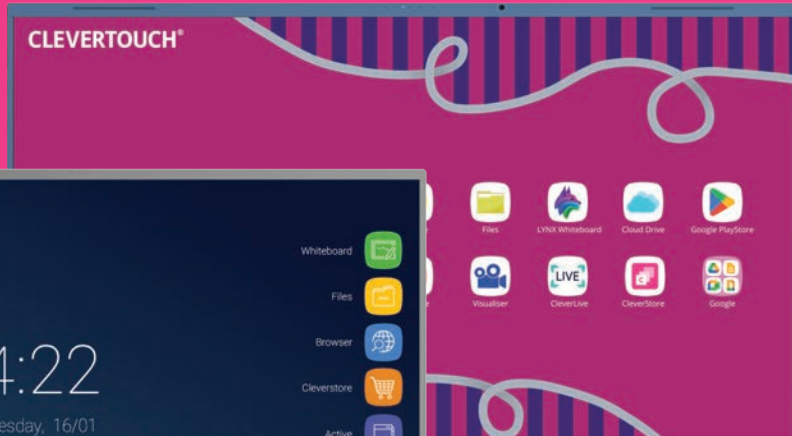 CLEVERTOUCH®
Files
LYNX Whiteboard
Cloud Drive
Google PlayStore
Visualiser
LIVE
CleverLive
CleverStore
Google
Whiteboard
Files
Browser
Cleverstore
Active
4:22
esday, 16/01